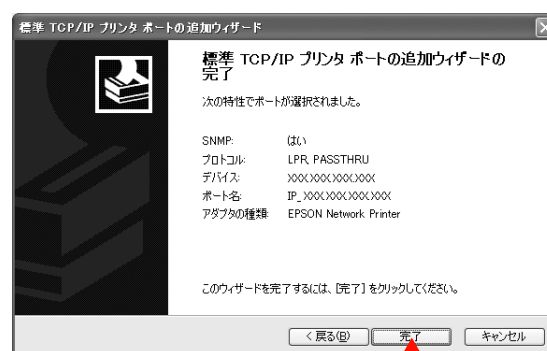 標準 TCP/IP プリンタ ポートの追加ウィザード
標準 TCP/IP プリンタ ポートの追加ウィザードの
完了
次の特性でポートが選択されました。
SNMP: はい
プロトコル: LPR, PASSTHRU
デバイス: XXX.XXX.XXX.XXX
ポート名: IP_XXX.XXX.XXX.XXX
アダプタの種類: EPSON Network Printer
このウィザードを完了するには、[完了] をクリックしてください。
< 戻る(B) 完了 キャンセル